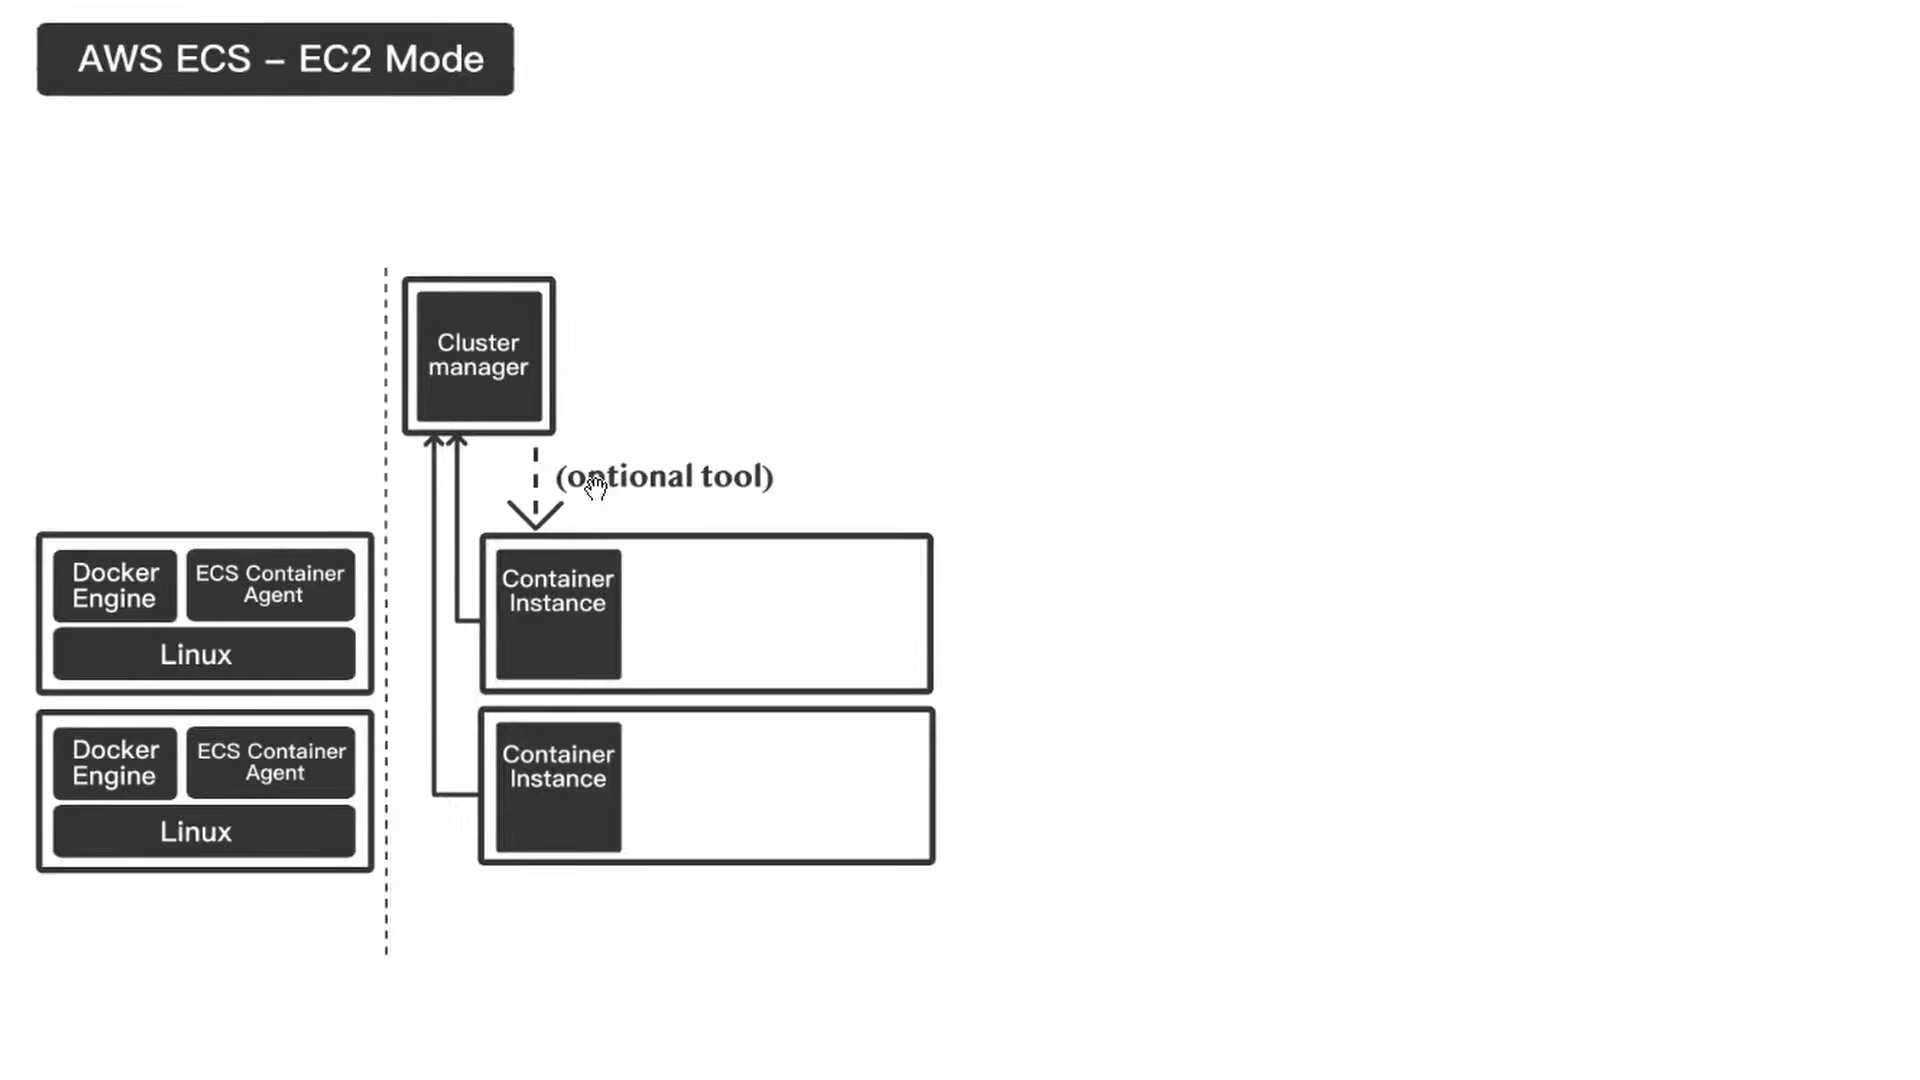 AWS ECS – EC2 Mode
Cluster
manager
(optional tool)
Docker
Engine
ECS Container
Agent
Linux
Container
Instance
Docker
Engine
ECS Container
Agent
Linux
Container
Instance